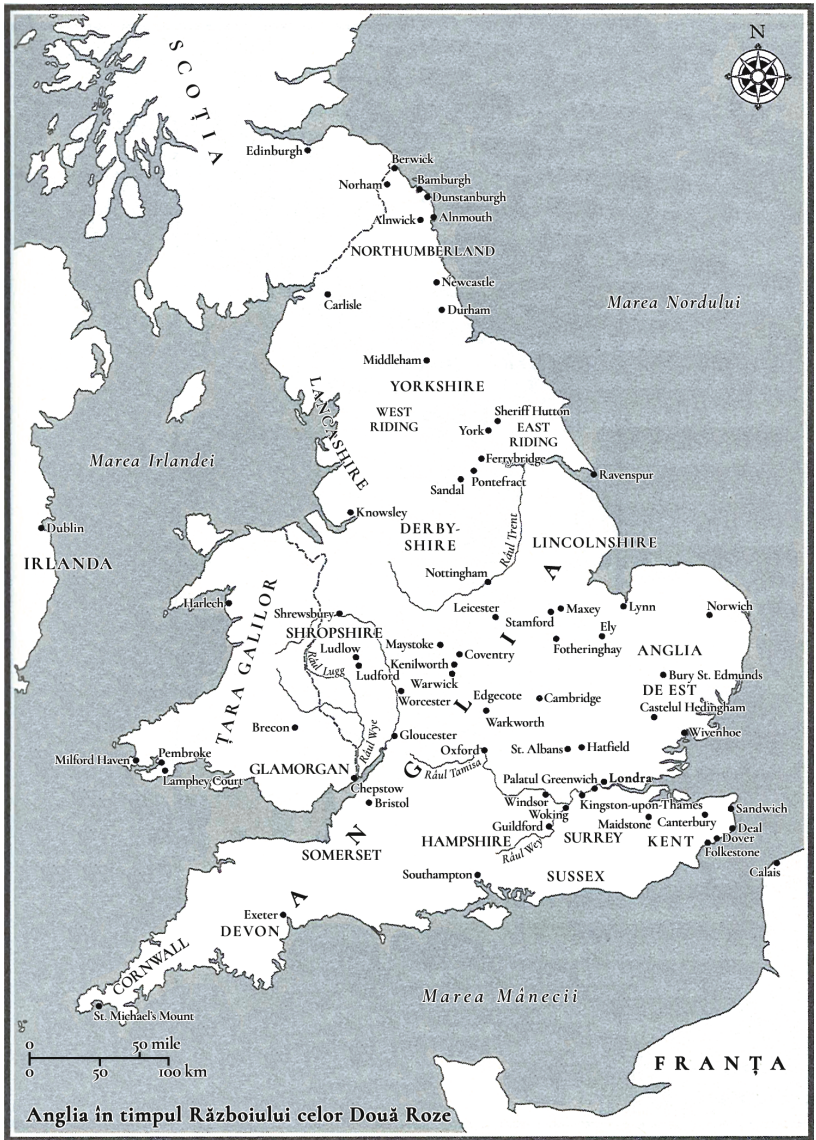 N
SCOȚIA
Edinburgh
Berwick
Norham
Bamburgh
Dunstanburgh
Alnwick
Alnmouth
NORTHUMBERLAND
Newcastle
Marea Nordului
Carlisle
Durham
Middleham
YORKSHIRE
LANCASHIRE
WEST
RIDING
Sheriff Hutton
York
EAST
RIDING
Marea Irlandei
Ferrybridge
Ravenspur
Pontefract
Sandal
Knowsley
Dublin
DERBY-
SHIRE
Râul Trent
LINCOLNSHIRE
IRLANDA
Nottingham
ANGLIA
Harlech
ȚARA GALILOR
Shrewsbury
Leicester
Stamford
Maxey
Lynn
Norwich
SHROPSHIRE
Maystoke
Ely
Fotheringhay
Ludlow
Coventry
ANGLIA
DE EST
Râul Lugg
Ludford
Kenilworth
Warwick
Bury St. Edmunds
Worcester
Edgecote
Cambridge
Castelul Hedingham
Warkworth
Brecon
Râul Wye
Gloucester
Wivenhoe
Milford Haven
Pembroke
Oxford
St. Albans
Hatfield
Lamphey Court
GLAMORGAN
Râul Tamisa
Palatul Greenwich
Londra
Chepstow
Bristol
Windsor
Kingston-upon-Thames
Sandwich
Woking
Maidstone
Canterbury
Guildford
Deal
SOMERSET
HAMPSHIRE
Râul Wey
SURREY
KENT
Dover
Folkestone
Southampton
SUSSEX
Calais
Exeter
DEVON
CORNWALL
Marea Mânecii
St. Michael's Mount
0 50 mile
0 50 100 km
FRANȚA
Anglia în timpul Războiului celor Două Roze